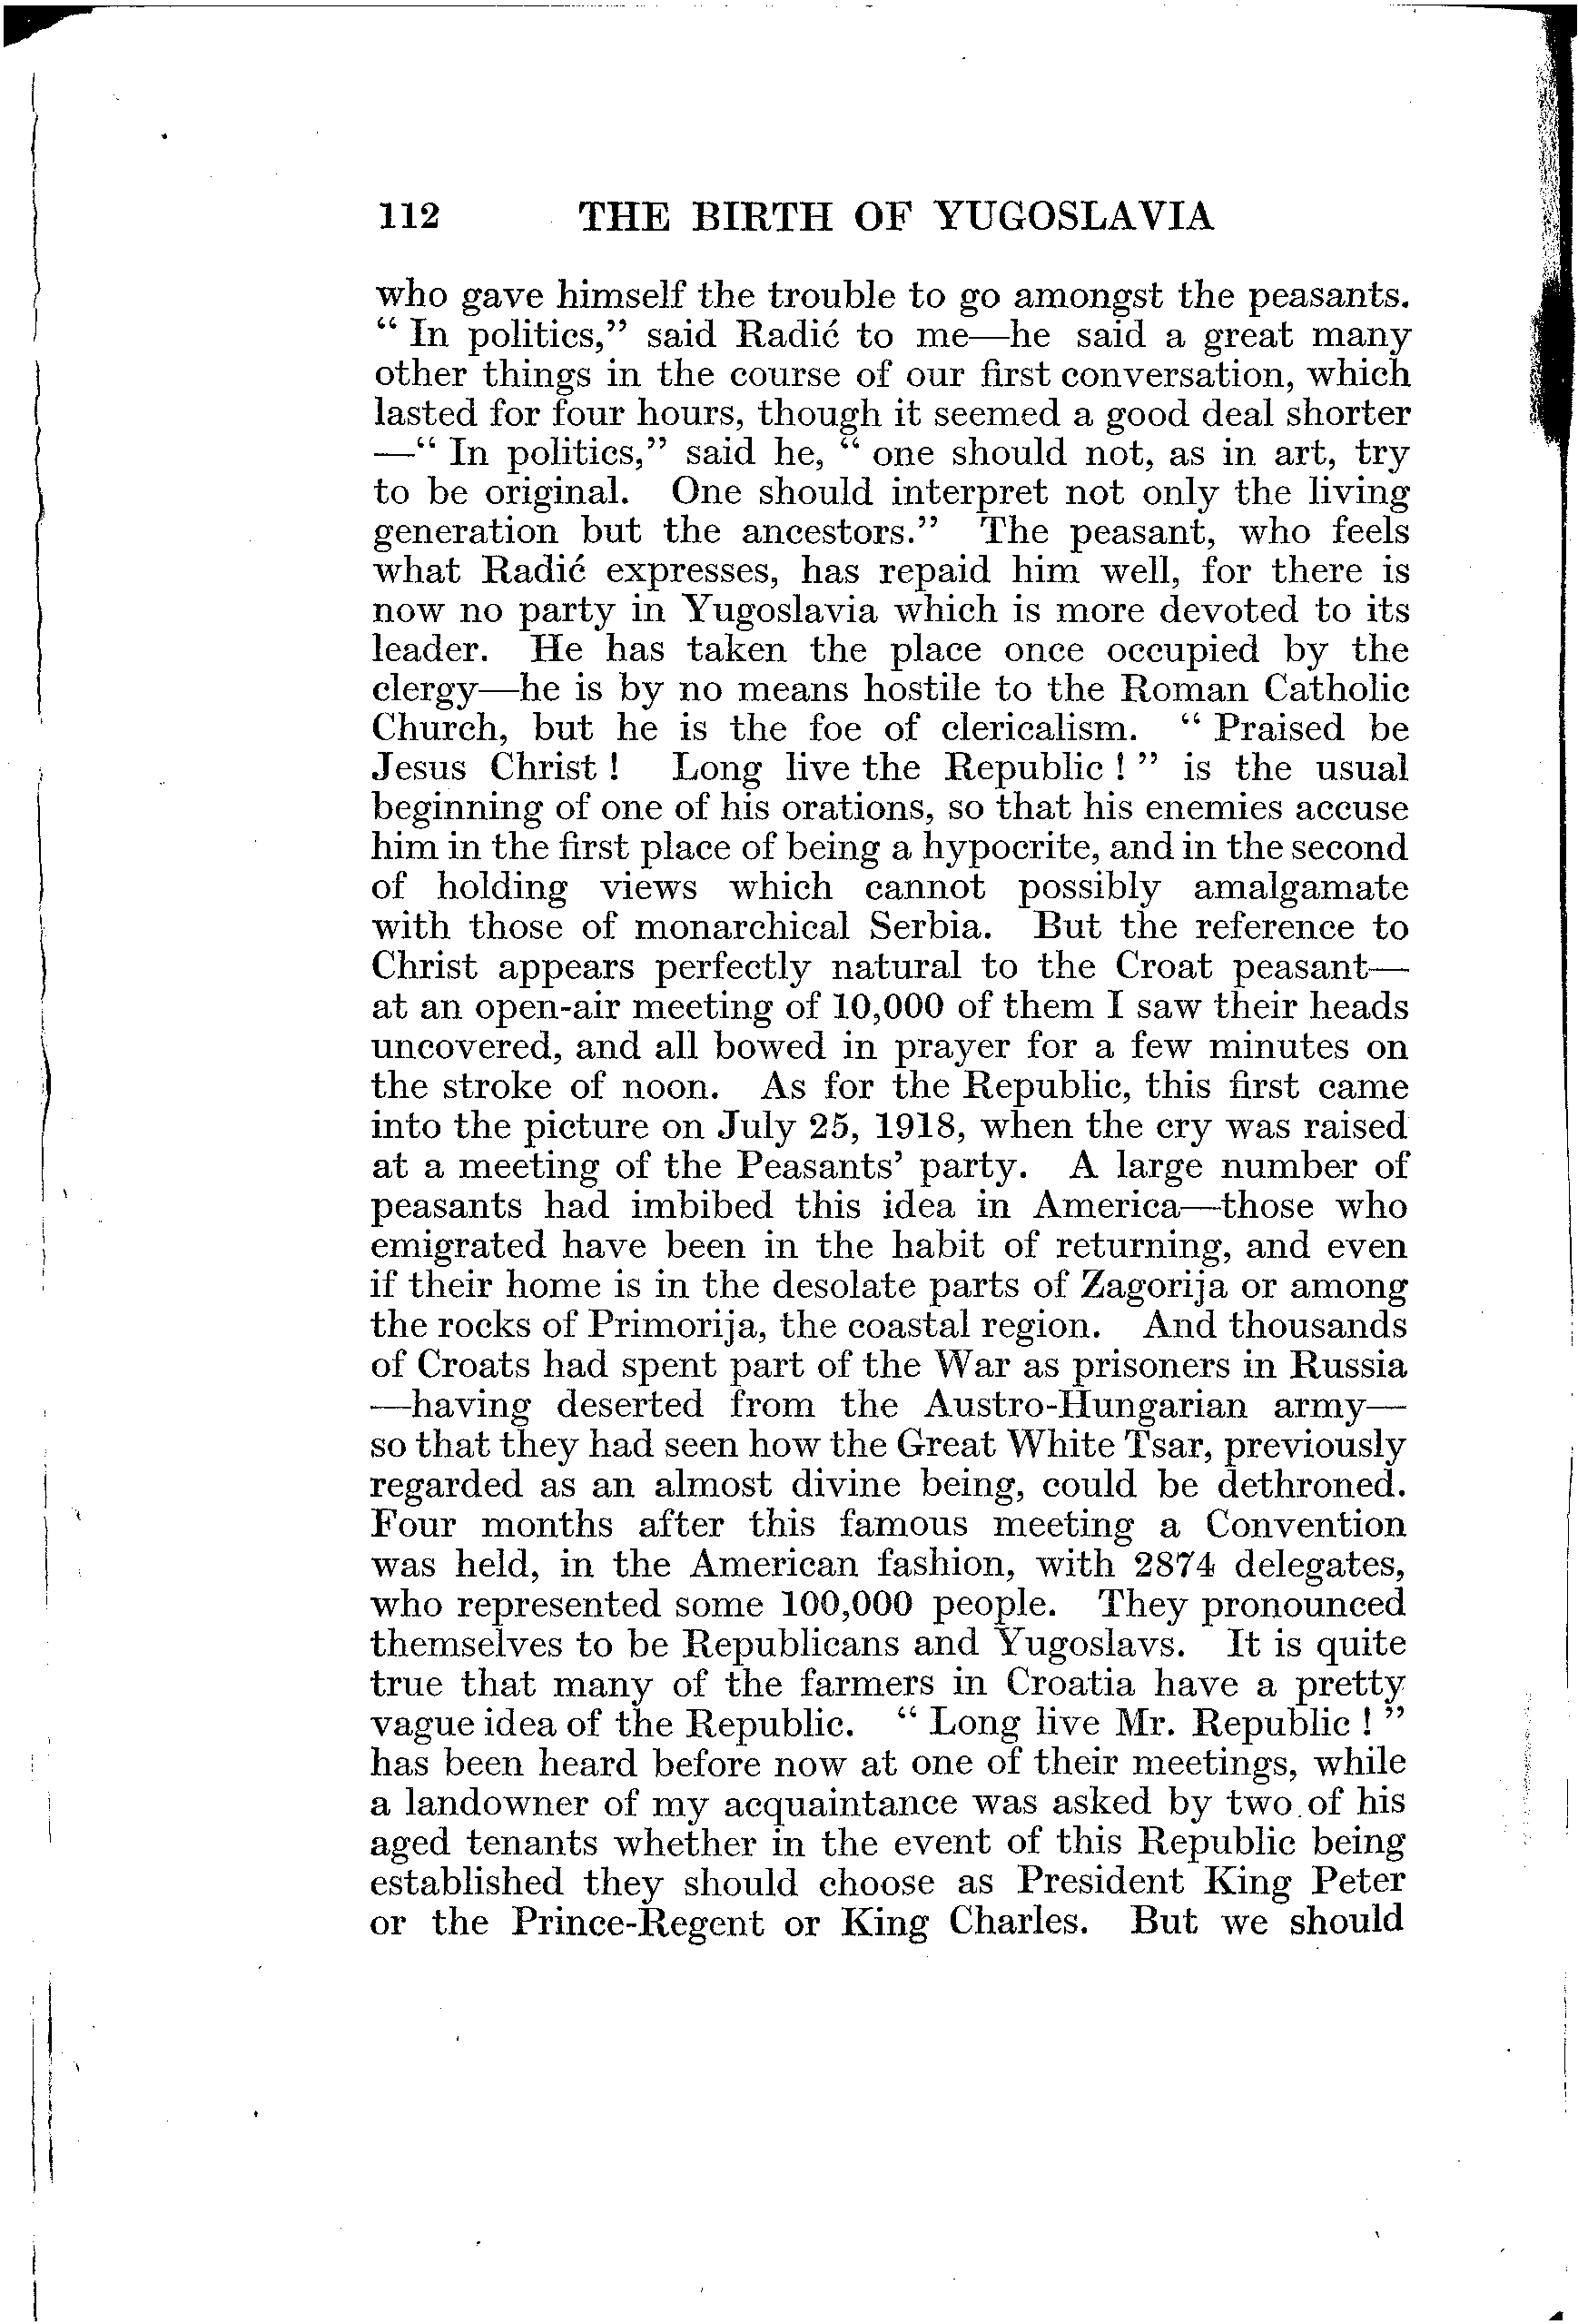 112 THE BIRTH OF YUGOSLAVIA
who gave himself the trouble to go amongst the peasants.
“ In politics,” said Radić to me—he said a great many
other things in the course of our first conversation, which
lasted for four hours, though it seemed a good deal shorter
—“ In politics,” said he, “ one should not, as in art, try
to be original. One should interpret not only the living
generation but the ancestors.” The peasant, who feels
what Radić expresses, has repaid him well, for there is
now no party in Yugoslavia which is more devoted to its
leader. He has taken the place once occupied by the
clergy—he is by no means hostile to the Roman Catholic
Church, but he is the foe of clericalism. “ Praised be
Jesus Christ ! Long live the Republic ! ” is the usual
beginning of one of his orations, so that his enemies accuse
him in the first place of being a hypocrite, and in the second
of holding views which cannot possibly amalgamate
with those of monarchical Serbia. But the reference to
Christ appears perfectly natural to the Croat peasant—
at an open-air meeting of 10,000 of them I saw their heads
uncovered, and all bowed in prayer for a few minutes on
the stroke of noon. As for the Republic, this first came
into the picture on July 25, 1918, when the cry was raised
at a meeting of the Peasants’ party. A large number of
peasants had imbibed this idea in America—those who
emigrated have been in the habit of returning, and even
if their home is in the desolate parts of Zagorija or among
the rocks of Primorija, the coastal region. And thousands
of Croats had spent part of the War as prisoners in Russia
—having deserted from the Austro-Hungarian army—
so that they had seen how the Great White Tsar, previously
regarded as an almost divine being, could be dethroned.
Four months after this famous meeting a Convention
was held, in the American fashion, with 2874 delegates,
who represented some 100,000 people. They pronounced
themselves to be Republicans and Yugoslavs. It is quite
true that many of the farmers in Croatia have a pretty
vague idea of the Republic. “ Long live Mr. Republic ! ”
has been heard before now at one of their meetings, while
a landowner of my acquaintance was asked by two of his
aged tenants whether in the event of this Republic being
established they should choose as President King Peter
or the Prince-Regent or King Charles. But we should